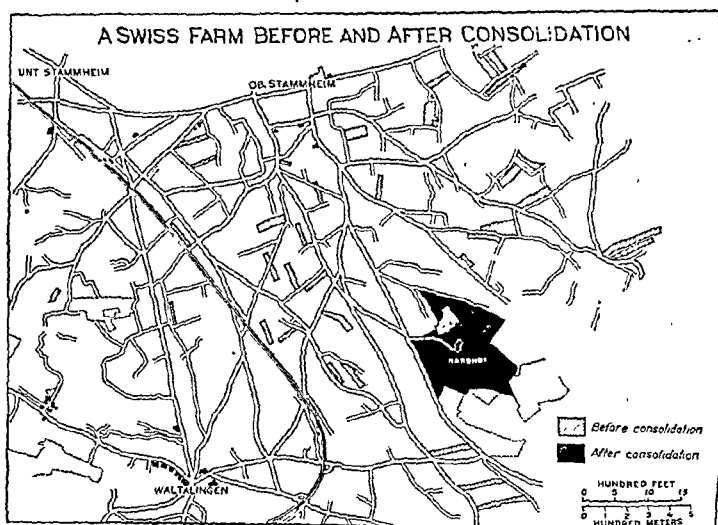 A SWISS FARM BEFORE AND AFTER CONSOLIDATION
UNT STAMMHEIM
OB. STAMMHEIM
Before consolidation
After consolidation
WALTALINGEN
HUNDRED FEET
0 5 10 15
0 1 2 3 4 5
HUNDRED METERS